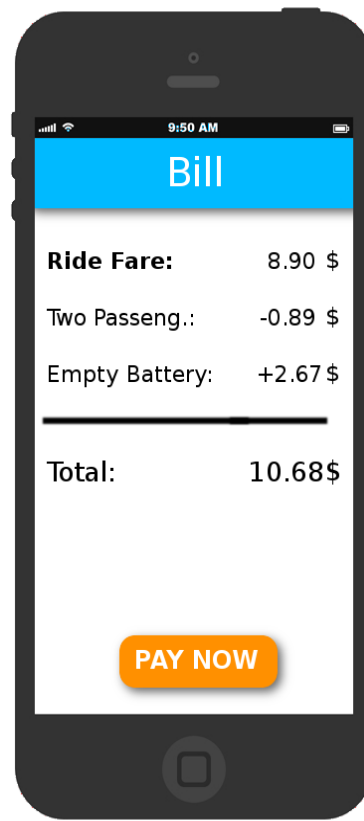 9:50 AM
Bill
Ride Fare: 8.90 $
Two Passeng.: -0.89 $
Empty Battery: +2.67$
Total: 10.68$
PAY NOW